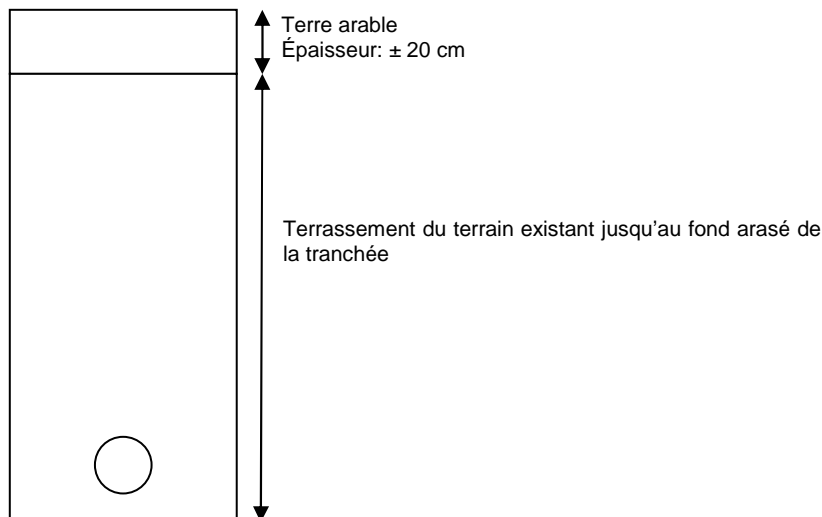 Terre arable
Épaisseur: ± 20 cm
Terrassement du terrain existant jusqu'au fond arasé de
la tranchée